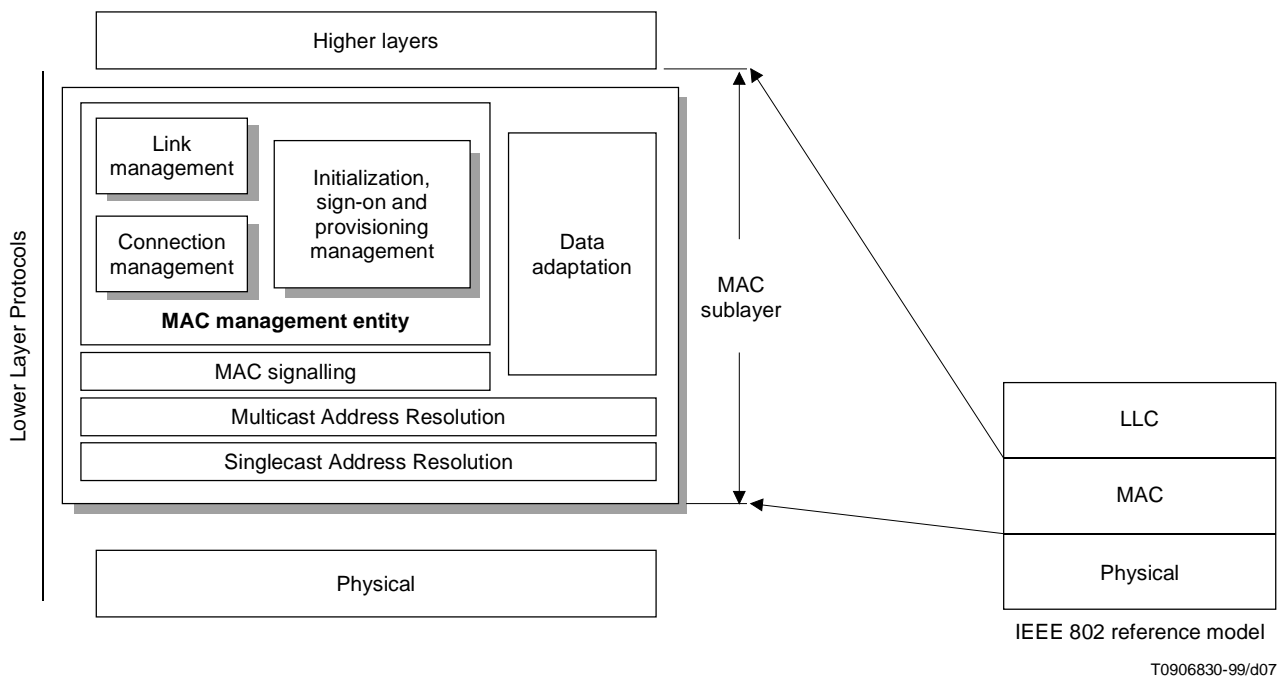 Higher layers
Lower Layer Protocols
Link
management
Initialization,
sign-on and
provisioning
management
Connection
management
MAC management entity
Data
adaptation
MAC signalling
Multicast Address Resolution
Singlecast Address Resolution
MAC
sublayer
Physical
LLC
MAC
Physical
IEEE 802 reference model
T0906830-99/d07